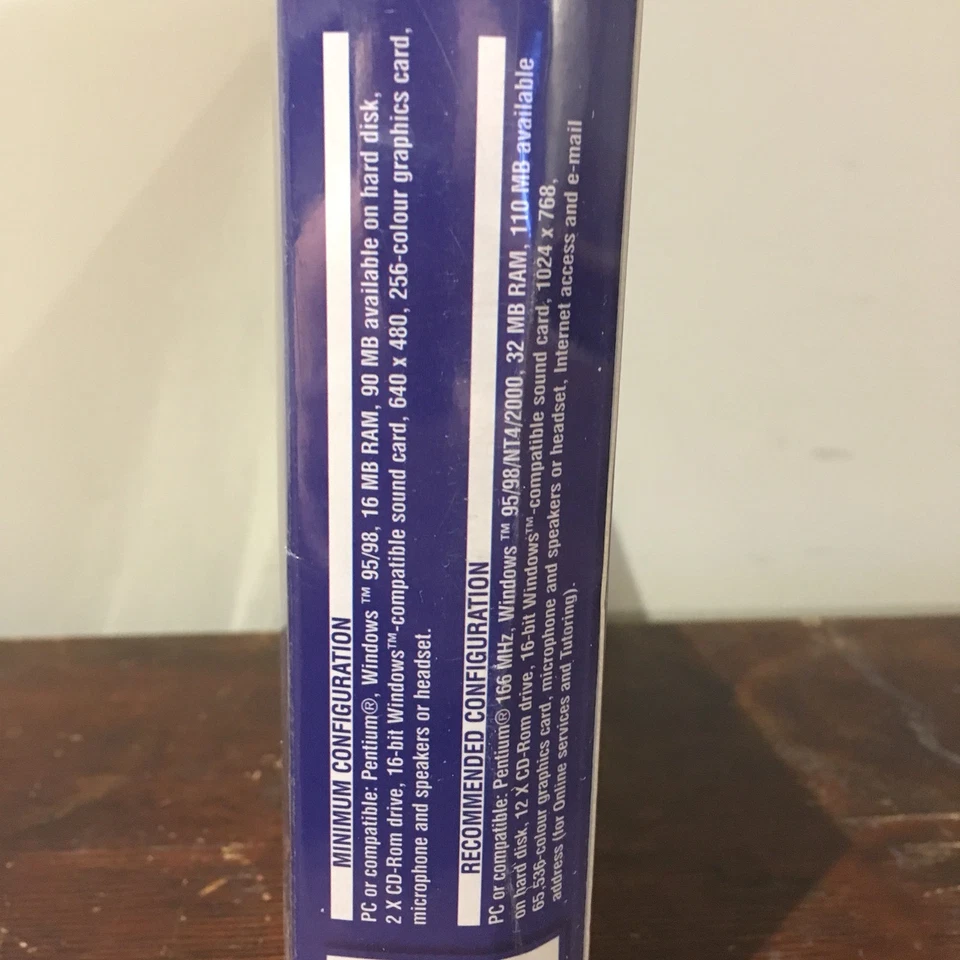 MINIMUM CONFIGURATION
PC or compatible: Pentium®, Windows™ 95/98, 16 MB RAM, 90 MB available on hard disk,
2 X CD-Rom drive, 16-bit Windows™-compatible sound card, 640 x 480, 256-colour graphics card,
microphone and speakers or headset.
RECOMMENDED CONFIGURATION
PC or compatible: Pentium® 166 MHz, Windows™ 95/98/NT4/2000, 32 MB RAM, 110 MB available
on hard disk, 12 X CD-Rom drive, 16-bit Windows™-compatible sound card, 1024 x 768,
65,536-colour graphics card, microphone and speakers or headset, Internet access and e-mail
address (for Online services and Tutoring).